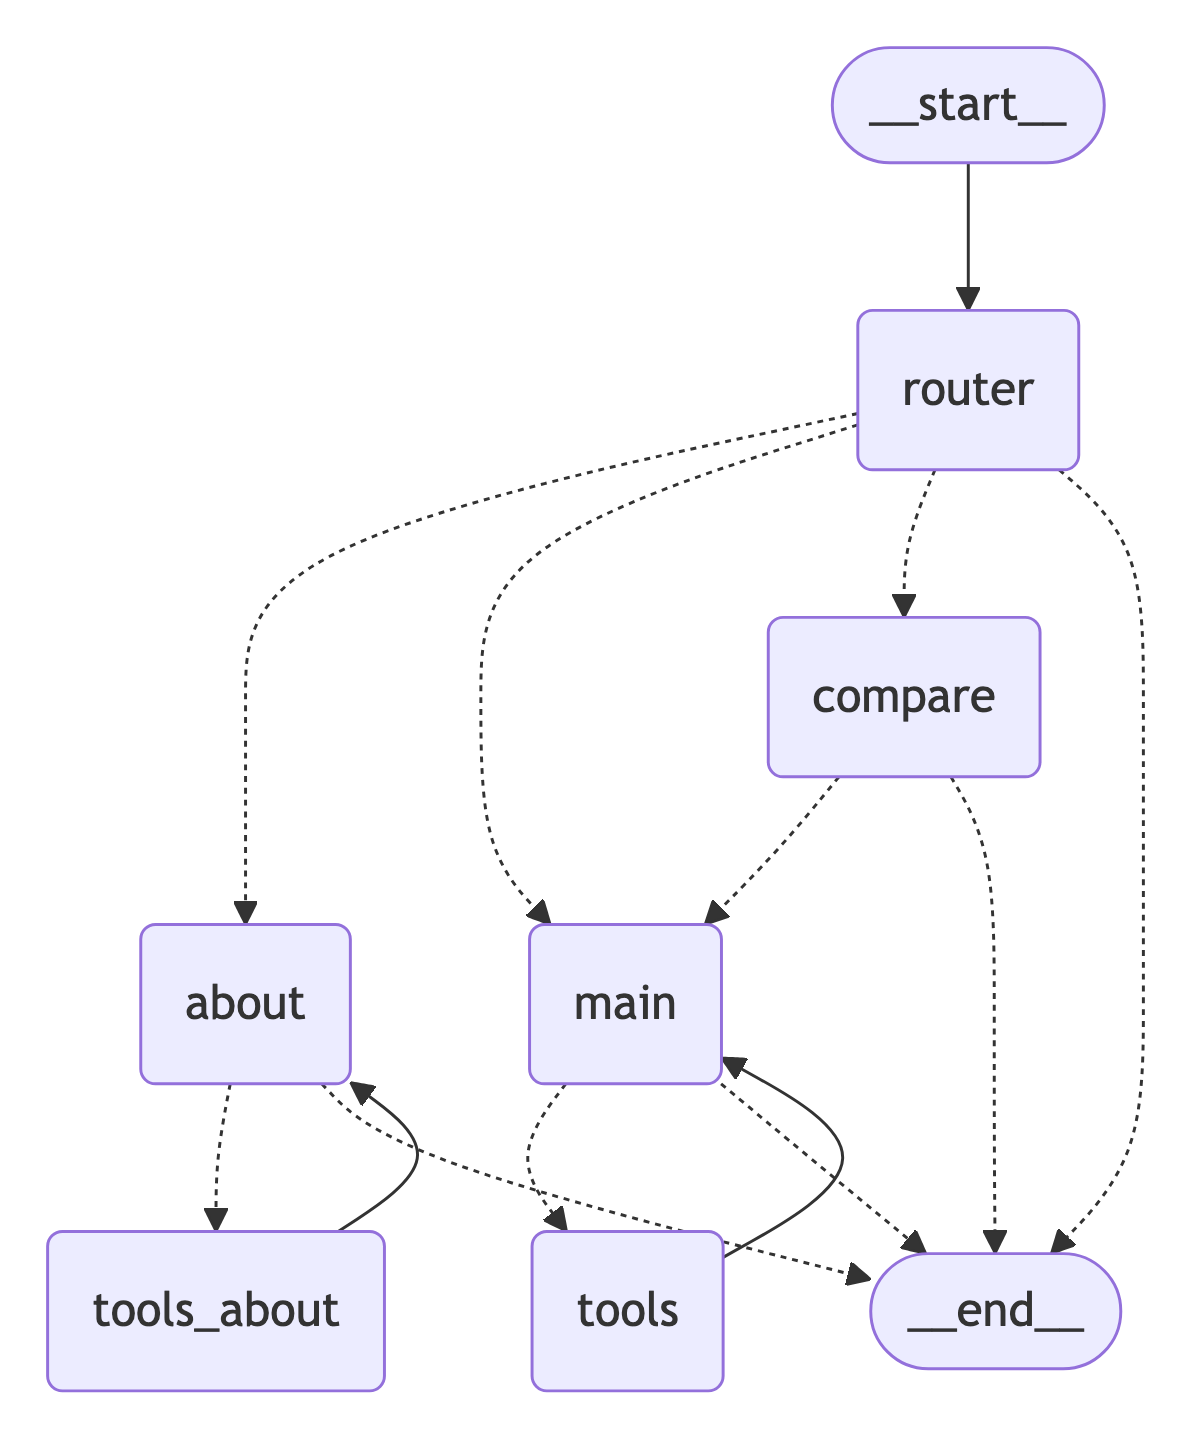 __start__
router
compare
about
main
tools_about
tools
__end__